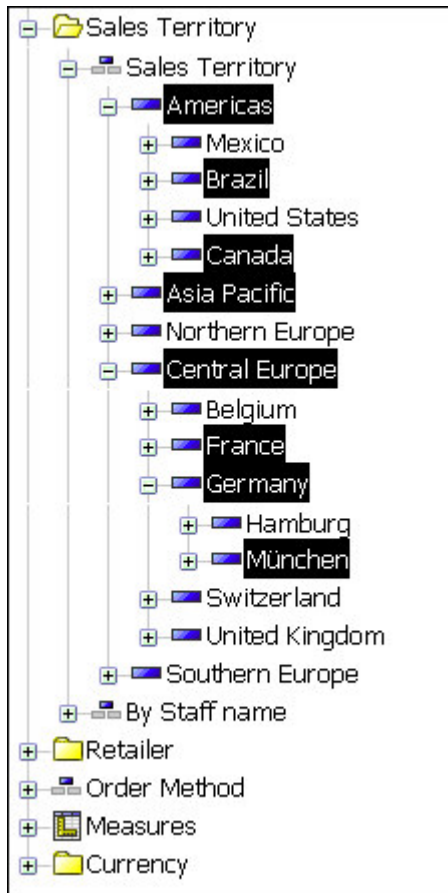 Sales Territory
Sales Territory
Americas
Mexico
Brazil
United States
Canada
Asia Pacific
Northern Europe
Central Europe
Belgium
France
Germany
Hamburg
München
Switzerland
United Kingdom
Southern Europe
By Staff name
Retailer
Order Method
Measures
Currency